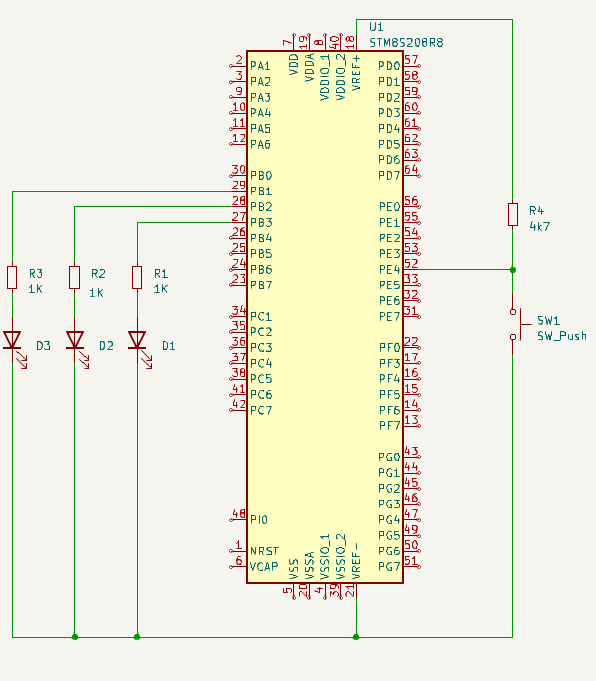 U1
STM8S208R8
7
VDD
19
VDDA
8
VDDIO_1
40
VDDIO_2
18
VREF+
2
PA1
3
PA2
9
PA3
10
PA4
11
PA5
12
PA6
30
PB0
29
PB1
28
PB2
27
PB3
26
PB4
25
PB5
24
PB6
23
PB7
34
PC1
35
PC2
36
PC3
37
PC4
38
PC5
41
PC6
42
PC7
48
PI0
1
NRST
6
VCAP
PD0
57
PD1
58
PD2
59
PD3
60
PD4
61
PD5
62
PD6
63
PD7
64
PE0
56
PE1
55
PE2
54
PE3
53
PE4
52
PE5
33
PE6
32
PE7
31
PF0
22
PF3
17
PF4
16
PF5
15
PF6
14
PF7
13
PG0
43
PG1
44
PG2
45
PG3
46
PG4
47
PG5
49
PG6
50
PG7
51
VSS
5
VSSA
20
VSSIO_1
4
VSSIO_2
39
VREF-
21
R3
1K
R2
1K
R1
1K
D3
D2
D1
R4
4k7
SW1
SW_Push